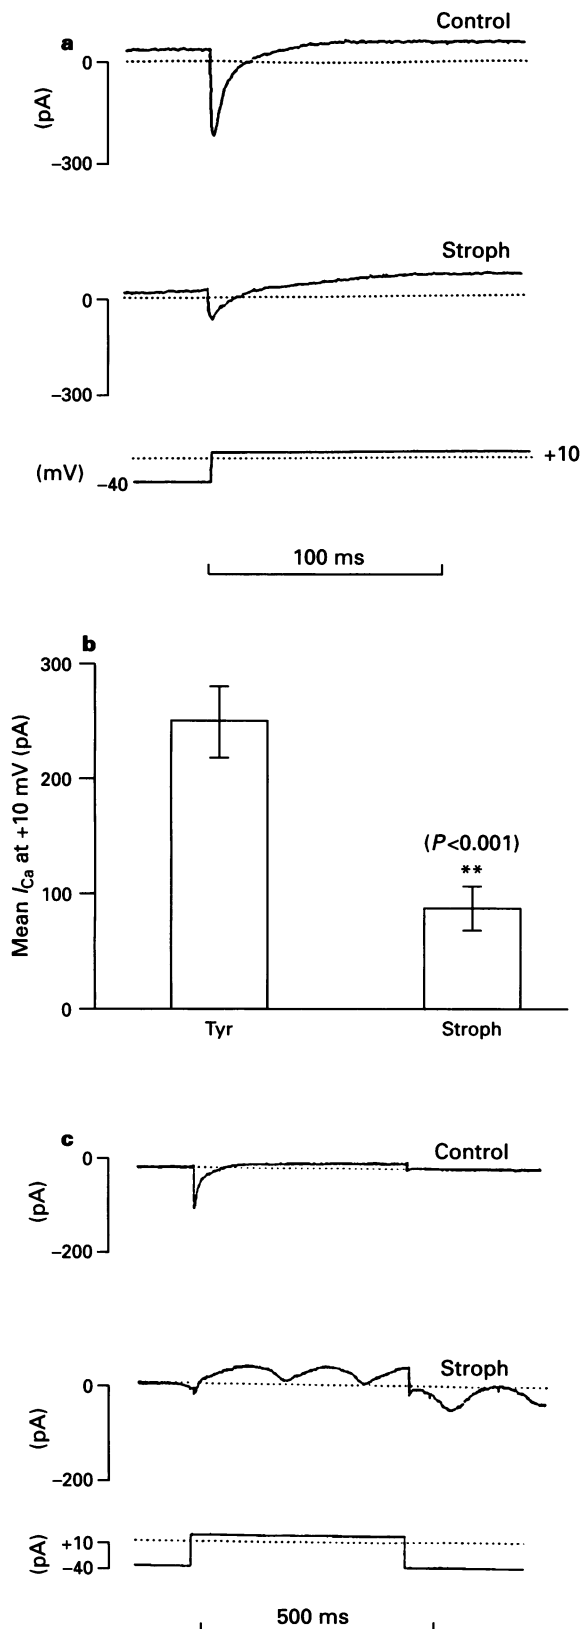 a
Control
0
(pA)
−300
Stroph
0
−300
(mV)
−40
+10
100 ms
b
300
200
100
0
Mean ICa at +10 mV (pA)
(P<0.001)
**
Tyr
Stroph
c
Control
0
(pA)
−200
Stroph
0
(pA)
−200
(pA)
+10
−40
500 ms